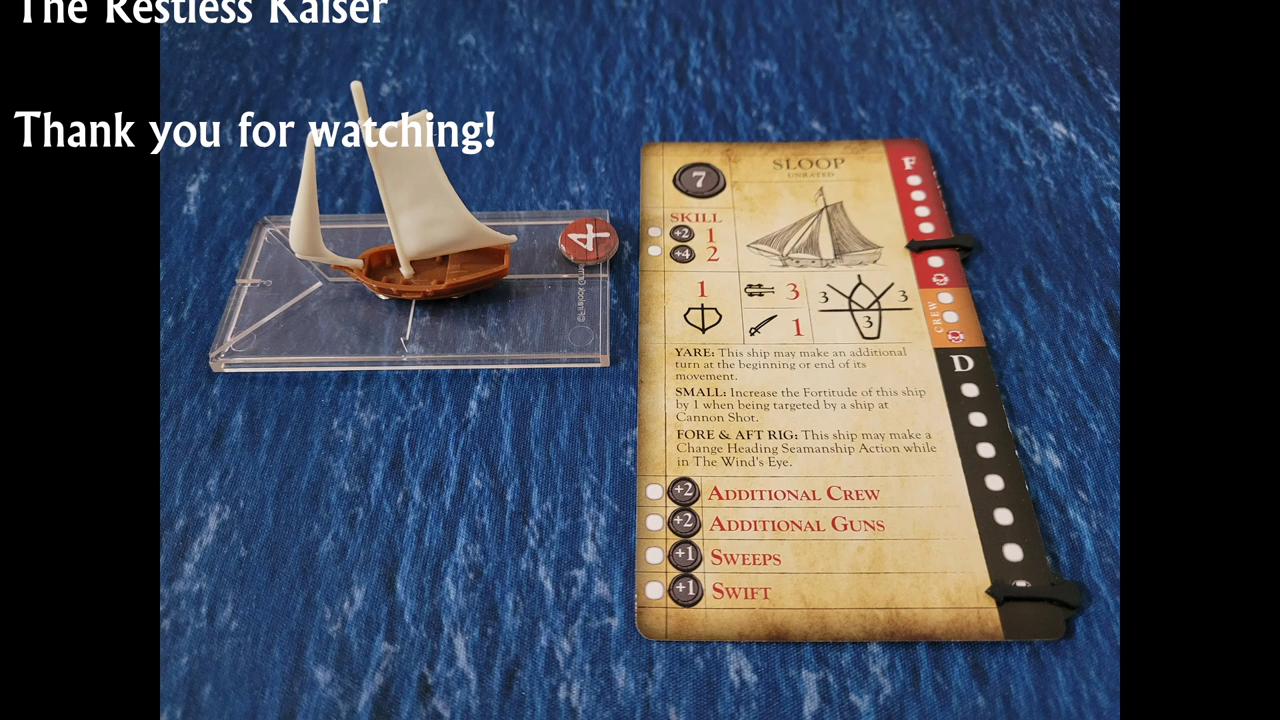 The Restless Kaiser
Thank you for watching!
4
7
SLOOP
UNRATED
SKILL
+2 1
+4 2
1
3
1
3
3
3
F
CREW
D
YARE: This ship may make an additional
turn at the beginning or end of its
movement.
SMALL: Increase the Fortitude of this ship
by 1 when being targeted by a ship at
Cannon Shot.
FORE & AFT RIG: This ship may make a
Change Heading Seamanship Action while
in The Wind's Eye.
+2 ADDITIONAL CREW
+2 ADDITIONAL GUNS
+1 SWEEPS
+1 SWIFT